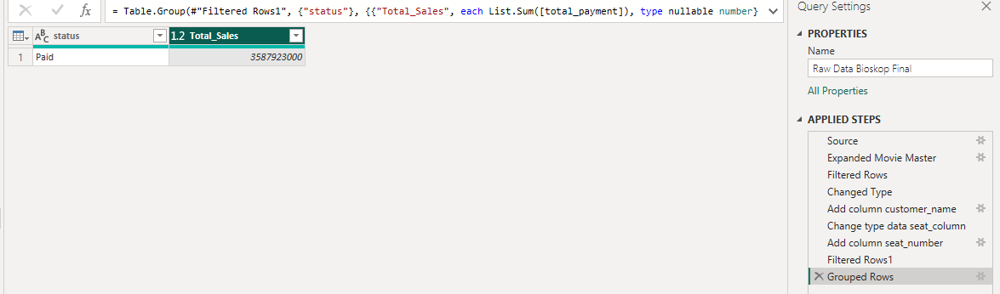 fx = Table.Group(#"Filtered Rows1", {"status"}, {{"Total_Sales", each List.Sum([total_payment]), type nullable number}
ABC status 1.2 Total_Sales
1 Paid 3587923000
Query Settings
PROPERTIES
Name
Raw Data Bioskop Final
All Properties
APPLIED STEPS
Source
Expanded Movie Master
Filtered Rows
Changed Type
Add column customer_name
Change type data seat_column
Add column seat_number
Filtered Rows1
Grouped Rows